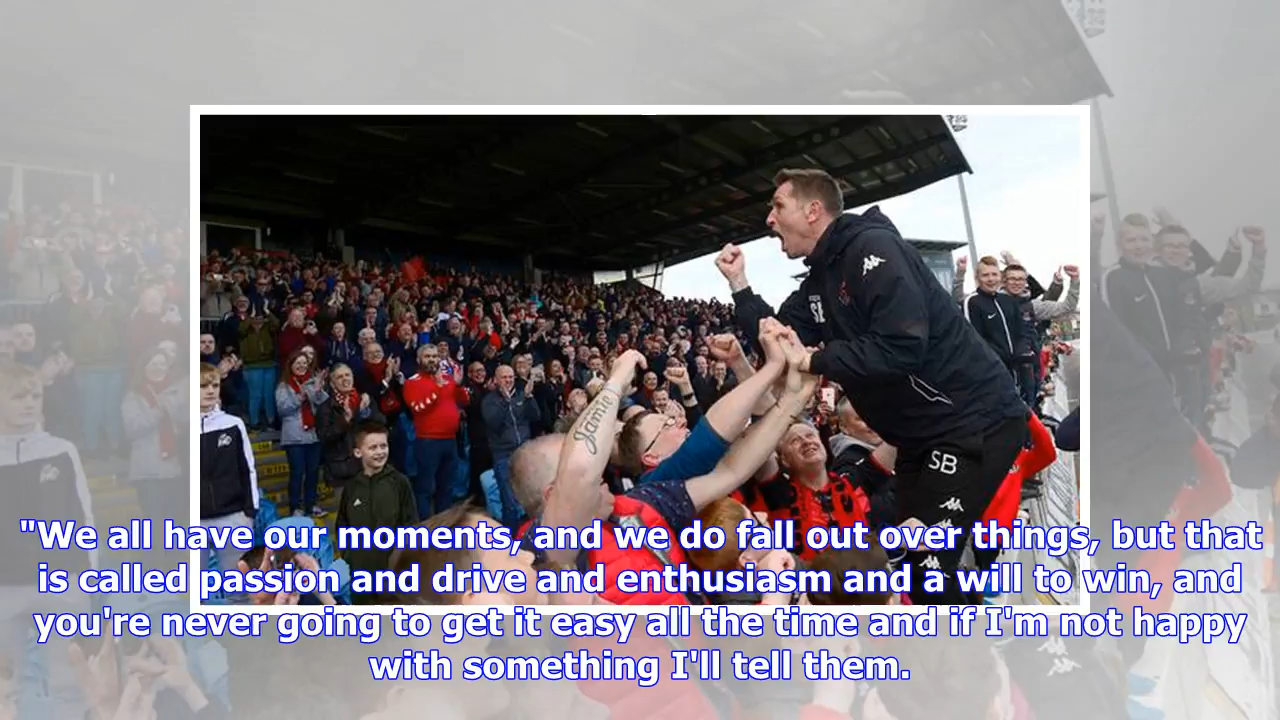 Jamie
SB
"We all have our moments, and we do fall out over things, but that
is called passion and drive and enthusiasm and a will to win, and
you're never going to get it easy all the time and if I'm not happy
with something I'll tell them.